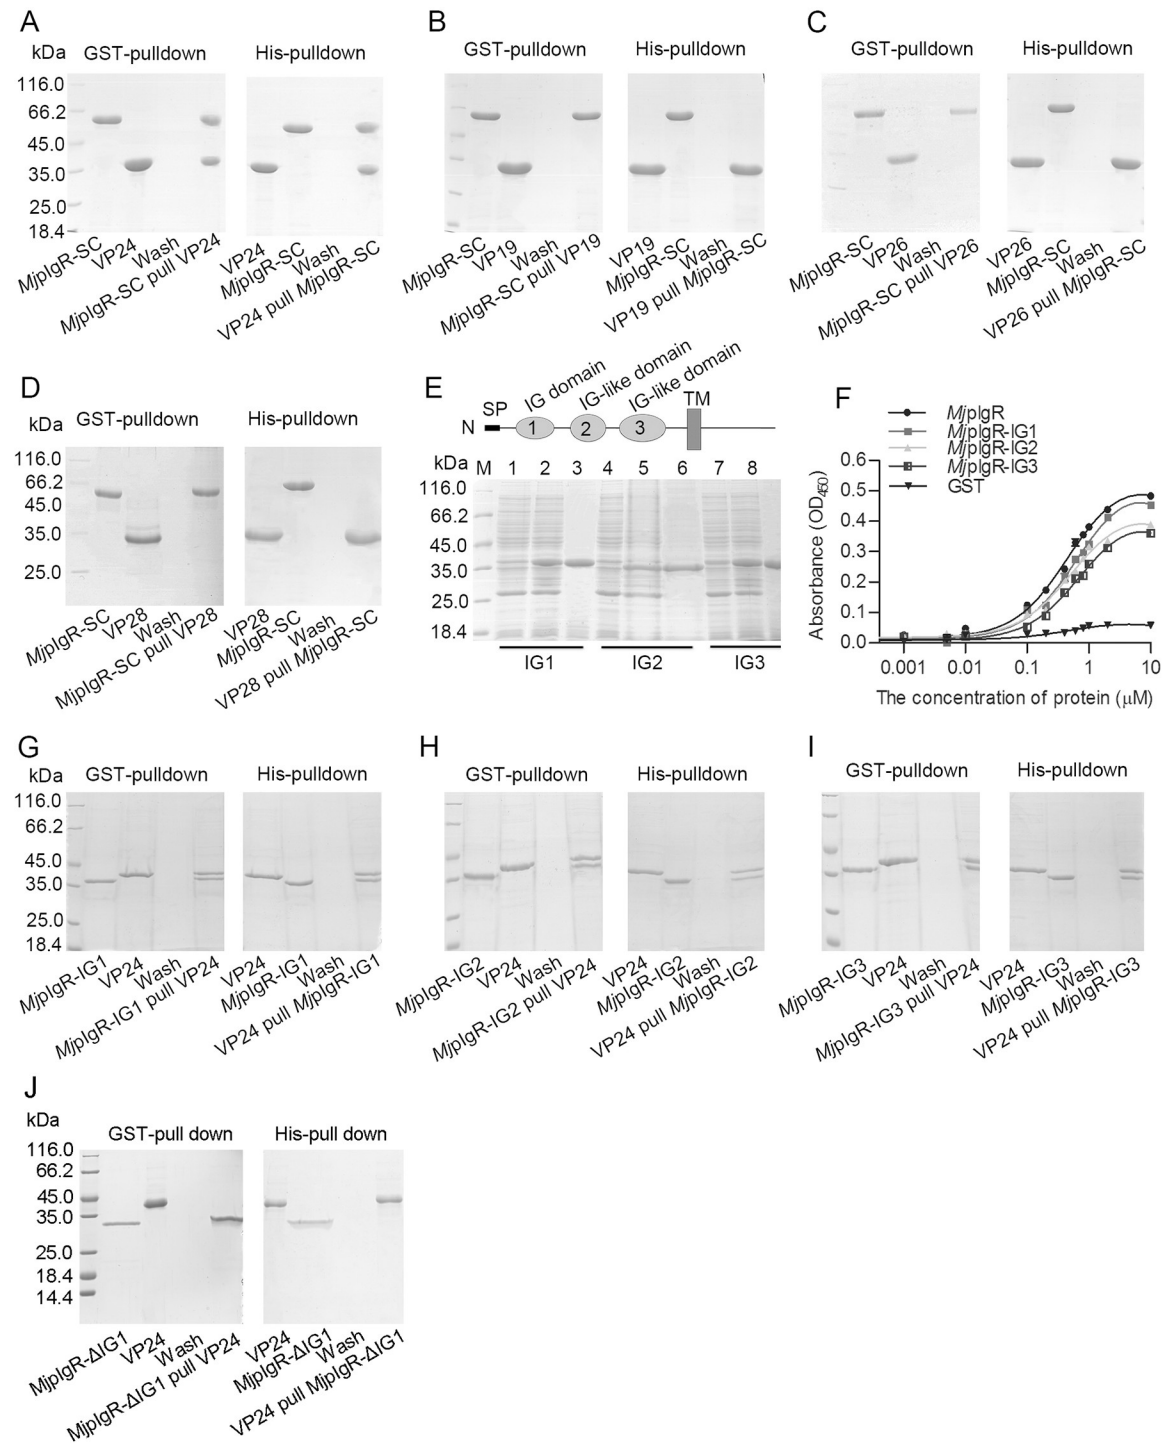 A
kDa
GST-pulldown
His-pulldown
116.0
66.2
45.0
35.0
25.0
18.4
MjpIgR-SC
VP24
Wash
MjpIgR-SC pull VP24
VP24
MjpIgR-SC
Wash
VP24 pull MjpIgR-SC
B
GST-pulldown
His-pulldown
MjpIgR-SC
VP19
Wash
MjpIgR-SC pull VP19
VP19
MjpIgR-SC
Wash
VP19 pull MjpIgR-SC
C
GST-pulldown
His-pulldown
MjpIgR-SC
VP26
Wash
MjpIgR-SC pull VP26
VP26
MjpIgR-SC
Wash
VP26 pull MjpIgR-SC
D
kDa
GST-pulldown
His-pulldown
116.0
66.2
45.0
35.0
25.0
MjpIgR-SC
VP28
Wash
MjpIgR-SC pull VP28
VP28
MjpIgR-SC
Wash
VP28 pull MjpIgR-SC
E
IG domain
IG-like domain
IG-like domain
N
SP
1
2
3
TM
kDa
M 1 2 3 4 5 6 7 8
116.0
66.2
45.0
35.0
25.0
18.4
IG1
IG2
IG3
F
MjpIgR
MjpIgR-IG1
MjpIgR-IG2
MjpIgR-IG3
GST
Absorbance (OD450)
0.6
0.5
0.4
0.3
0.2
0.1
0.0
0.001
0.01
0.1
1
10
The concentration of protein (μM)
G
kDa
GST-pulldown
His-pulldown
116.0
66.2
45.0
35.0
25.0
18.4
MjpIgR-IG1
VP24
Wash
MjpIgR-IG1 pull VP24
VP24
MjpIgR-IG1
Wash
VP24 pull MjpIgR-IG1
H
GST-pulldown
His-pulldown
MjpIgR-IG2
VP24
Wash
MjpIgR-IG2 pull VP24
VP24
MjpIgR-IG2
Wash
VP24 pull MjpIgR-IG2
I
GST-pulldown
His-pulldown
MjpIgR-IG3
VP24
Wash
MjpIgR-IG3 pull VP24
VP24
MjpIgR-IG3
Wash
VP24 pull MjpIgR-IG3
J
kDa
GST-pull down
His-pull down
116.0
66.2
45.0
35.0
25.0
18.4
14.4
MjpIgR-ΔIG1
VP24
Wash
MjpIgR-ΔIG1 pull VP24
VP24
MjpIgR-ΔIG1
Wash
VP24 pull MjpIgR-ΔIG1